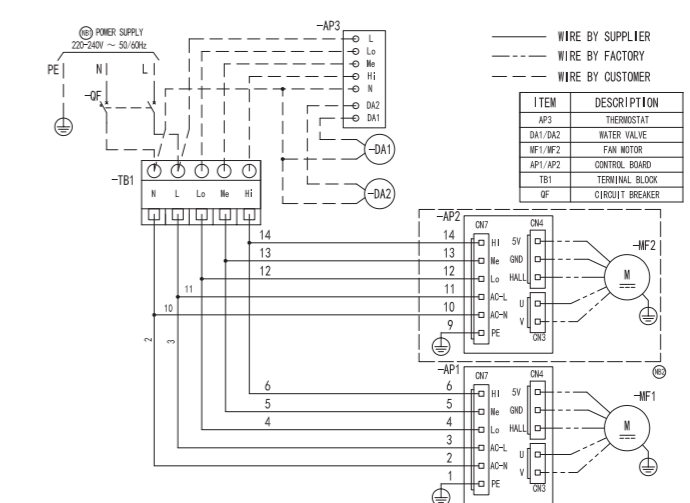 NB1 POWER SUPPLY
220-240V ~ 50/60Hz
PE N L
-QF
-AP3
L
Lo
Me
Hi
N
DA2
DA1
-DA1
-DA2
WIRE BY SUPPLIER
WIRE BY FACTORY
WIRE BY CUSTOMER
ITEM DESCRIPTION
AP3 THERMOSTAT
DA1/DA2 WATER VALVE
MF1/MF2 FAN MOTOR
AP1/AP2 CONTROL BOARD
TB1 TERMINAL BLOCK
QF CIRCUIT BREAKER
-TB1
N L Lo Me Hi
-AP2
CN7 CN4
14 14 HI 5V
13 13 Me GND
12 12 Lo HALL
11 11 AC-L U
10 10 AC-N V
9 PE CN3
-MF2
M
2 3
NB2
-AP1
CN7 CN4
6 6 HI 5V
5 5 Me GND
4 4 Lo HALL
3 AC-L U
2 AC-N V
1 PE CN3
-MF1
M